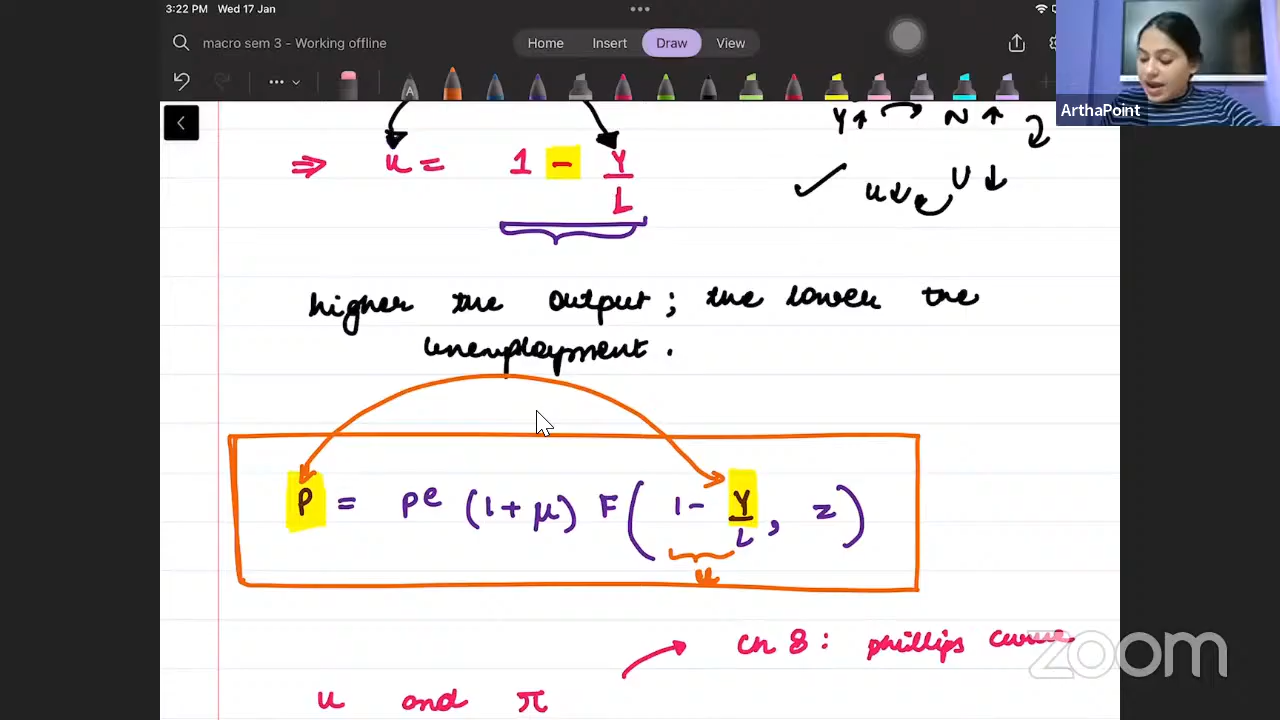 3:22 PM Wed 17 Jan
macro sem 3 - Working offline
Home Insert Draw View
ArthaPoint
Y↑ → N↑
⇒ u = 1 - Y/L
✓ u↓ U↓
higher the output ; the lower the
unemployment .
P = Pe (1 + μ) F ( 1 - Y/L , z )
u
ch 8 : phillips curve
zoom
u and π